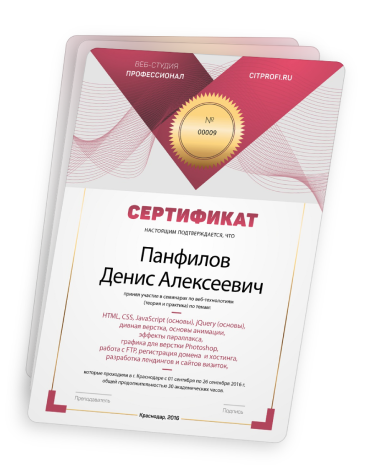 ВЕБ-СТУДИЯ
ПРОФЕССИОНАЛ
CITPROFI.RU
№
00009
СЕРТИФИКАТ
НАСТОЯЩИМ ПОДТВЕРЖДАЕТСЯ, ЧТО
Панфилов
Денис Алексеевич
принял участие в семинарах по веб-технологиям
(теория и практика) по темам:
HTML, CSS, JavaScript (основы), jQuery (основы),
дивная верстка, основы анимации,
эффекты параллакса,
графика для верстки Photoshop,
работа с FTP, регистрация домена и хостинга,
разработка лендингов и сайтов визиток,
которые проходили в г. Краснодаре с 01 сентября по 26 сентября 2016 г.
общей продолжительностью 30 академических часов.
Преподаватель
Подпись
Краснодар, 2016